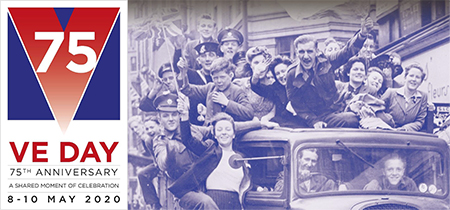 75
VE DAY
75TH ANNIVERSARY
A SHARED MOMENT OF CELEBRATION
8-10 MAY 2020